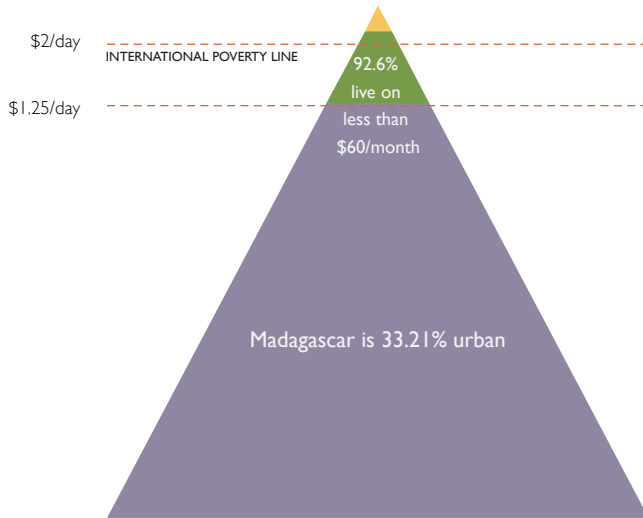 $2/day
INTERNATIONAL POVERTY LINE
92.6%
live on
$1.25/day
less than
$60/month
Madagascar is 33.21% urban